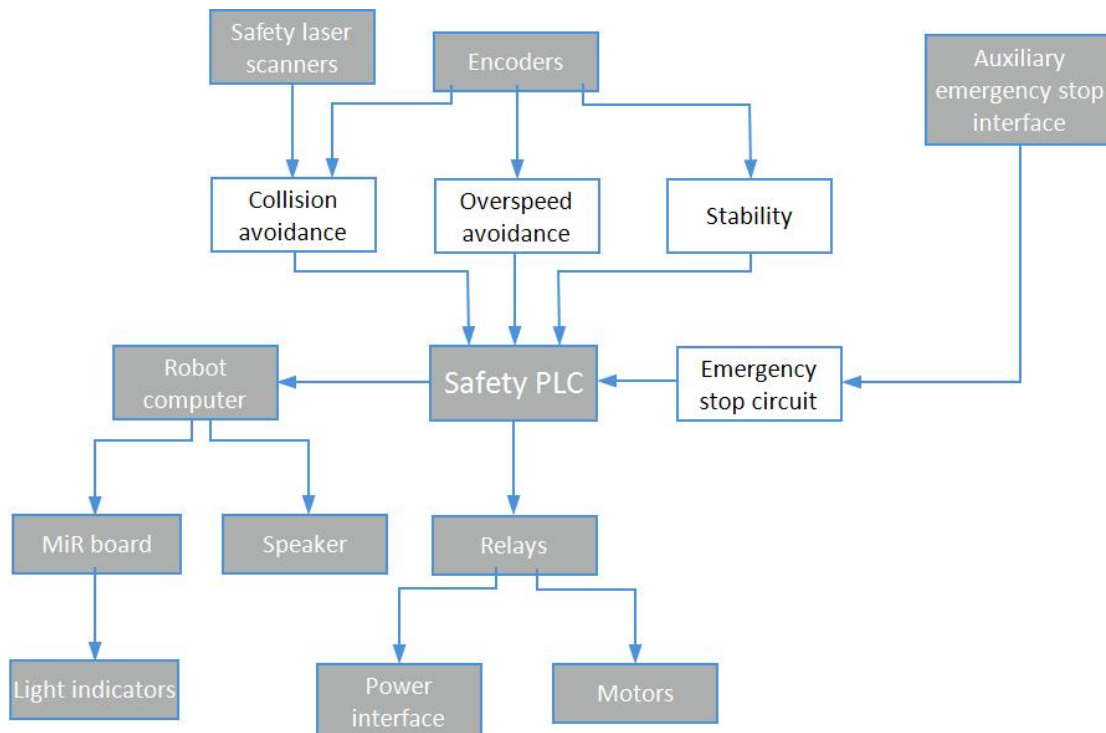 Safety laser
scanners
Encoders
Auxiliary
emergency stop
interface
Collision
avoidance
Overspeed
avoidance
Stability
Robot
computer
Safety PLC
Emergency
stop circuit
MiR board
Speaker
Relays
Light indicators
Power
interface
Motors